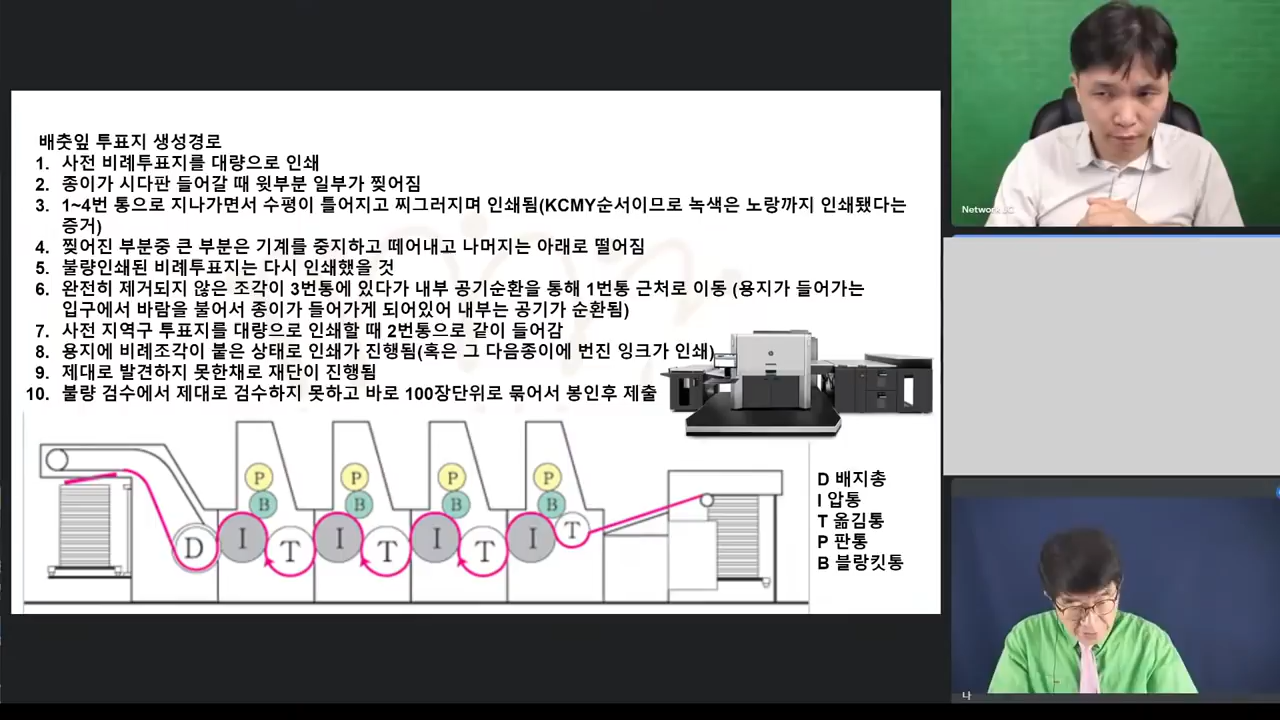 배춧잎 투표지 생성경로
1. 사전 비례투표지를 대량으로 인쇄
2. 종이가 시다판 들어갈 때 윗부분 일부가 찢어짐
3. 1~4번 통으로 지나가면서 수평이 틀어지고 찌그러지며 인쇄됨(KCMY순서이므로 녹색은 노랑까지 인쇄됐다는
증거)
4. 찢어진 부분중 큰 부분은 기계를 중지하고 떼어내고 나머지는 아래로 떨어짐
5. 불량인쇄된 비례투표지는 다시 인쇄했을 것
6. 완전히 제거되지 않은 조각이 3번통에 있다가 내부 공기순환을 통해 1번통 근처로 이동 (용지가 들어가는
입구에서 바람을 불어서 종이가 들어가게 되어있어 내부는 공기가 순환됨)
7. 사전 지역구 투표지를 대량으로 인쇄할 때 2번통으로 같이 들어감
8. 용지에 비례조각이 붙은 상태로 인쇄가 진행됨(혹은 그 다음종이에 번진 잉크가 인쇄)
9. 제대로 발견하지 못한채로 재단이 진행됨
10. 불량 검수에서 제대로 검수하지 못하고 바로 100장단위로 묶어서 봉인후 제출
P P P P
B B B B
D I T I T I T I T
D 배지총
I 압통
T 옮김통
P 판통
B 블랑킷통
Network JC
나